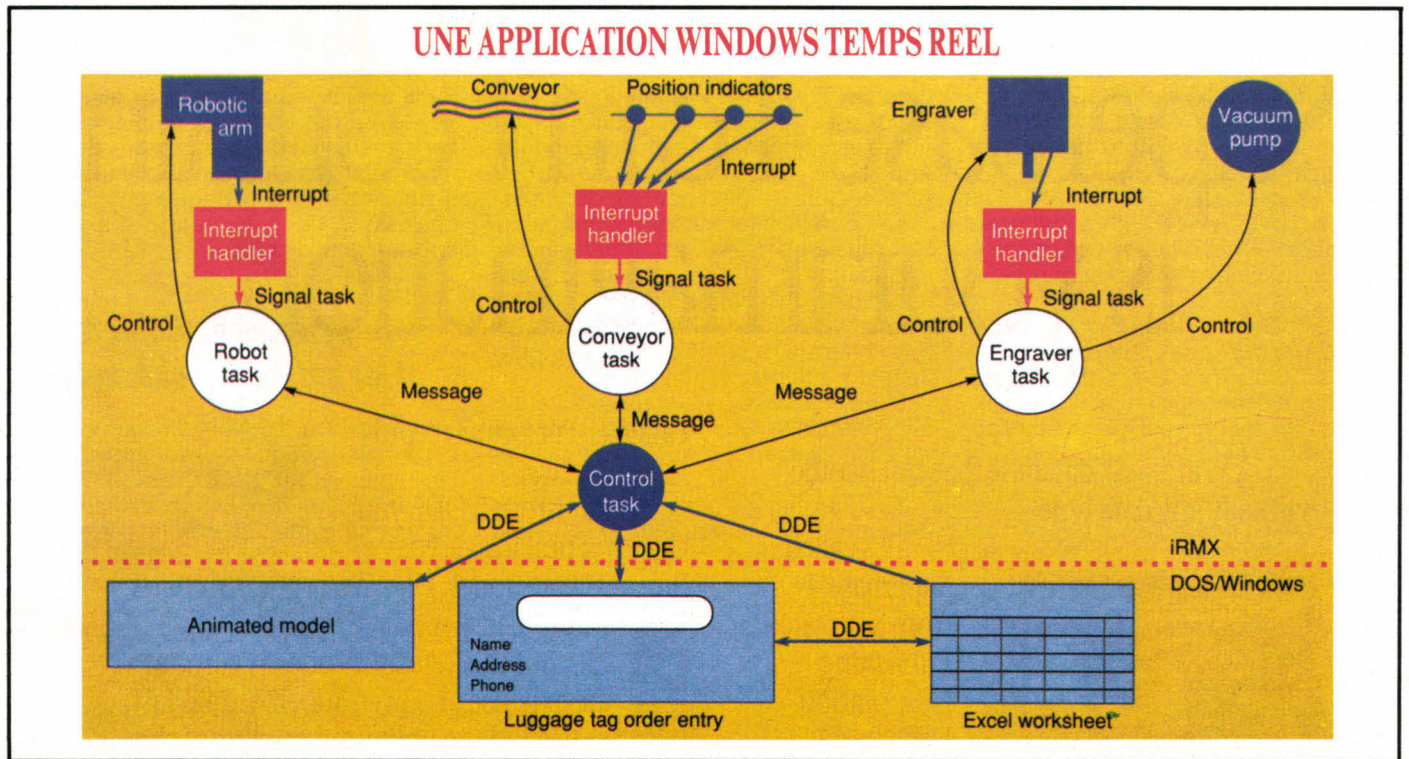 UNE APPLICATION WINDOWS TEMPS REEL
Conveyor
Position indicators
Robotic
arm
Engraver
Vacuum
pump
Interrupt
Interrupt
Interrupt
Interrupt
handler
Interrupt
handler
Interrupt
handler
Signal task
Signal task
Signal task
Control
Control
Control
Control
Robot
task
Conveyor
task
Engraver
task
Message
Message
Message
Control
task
DDE
DDE
DDE
iRMX
DOS/Windows
Animated model
Name
Address
Phone
DDE
Luggage tag order entry
Excel worksheet